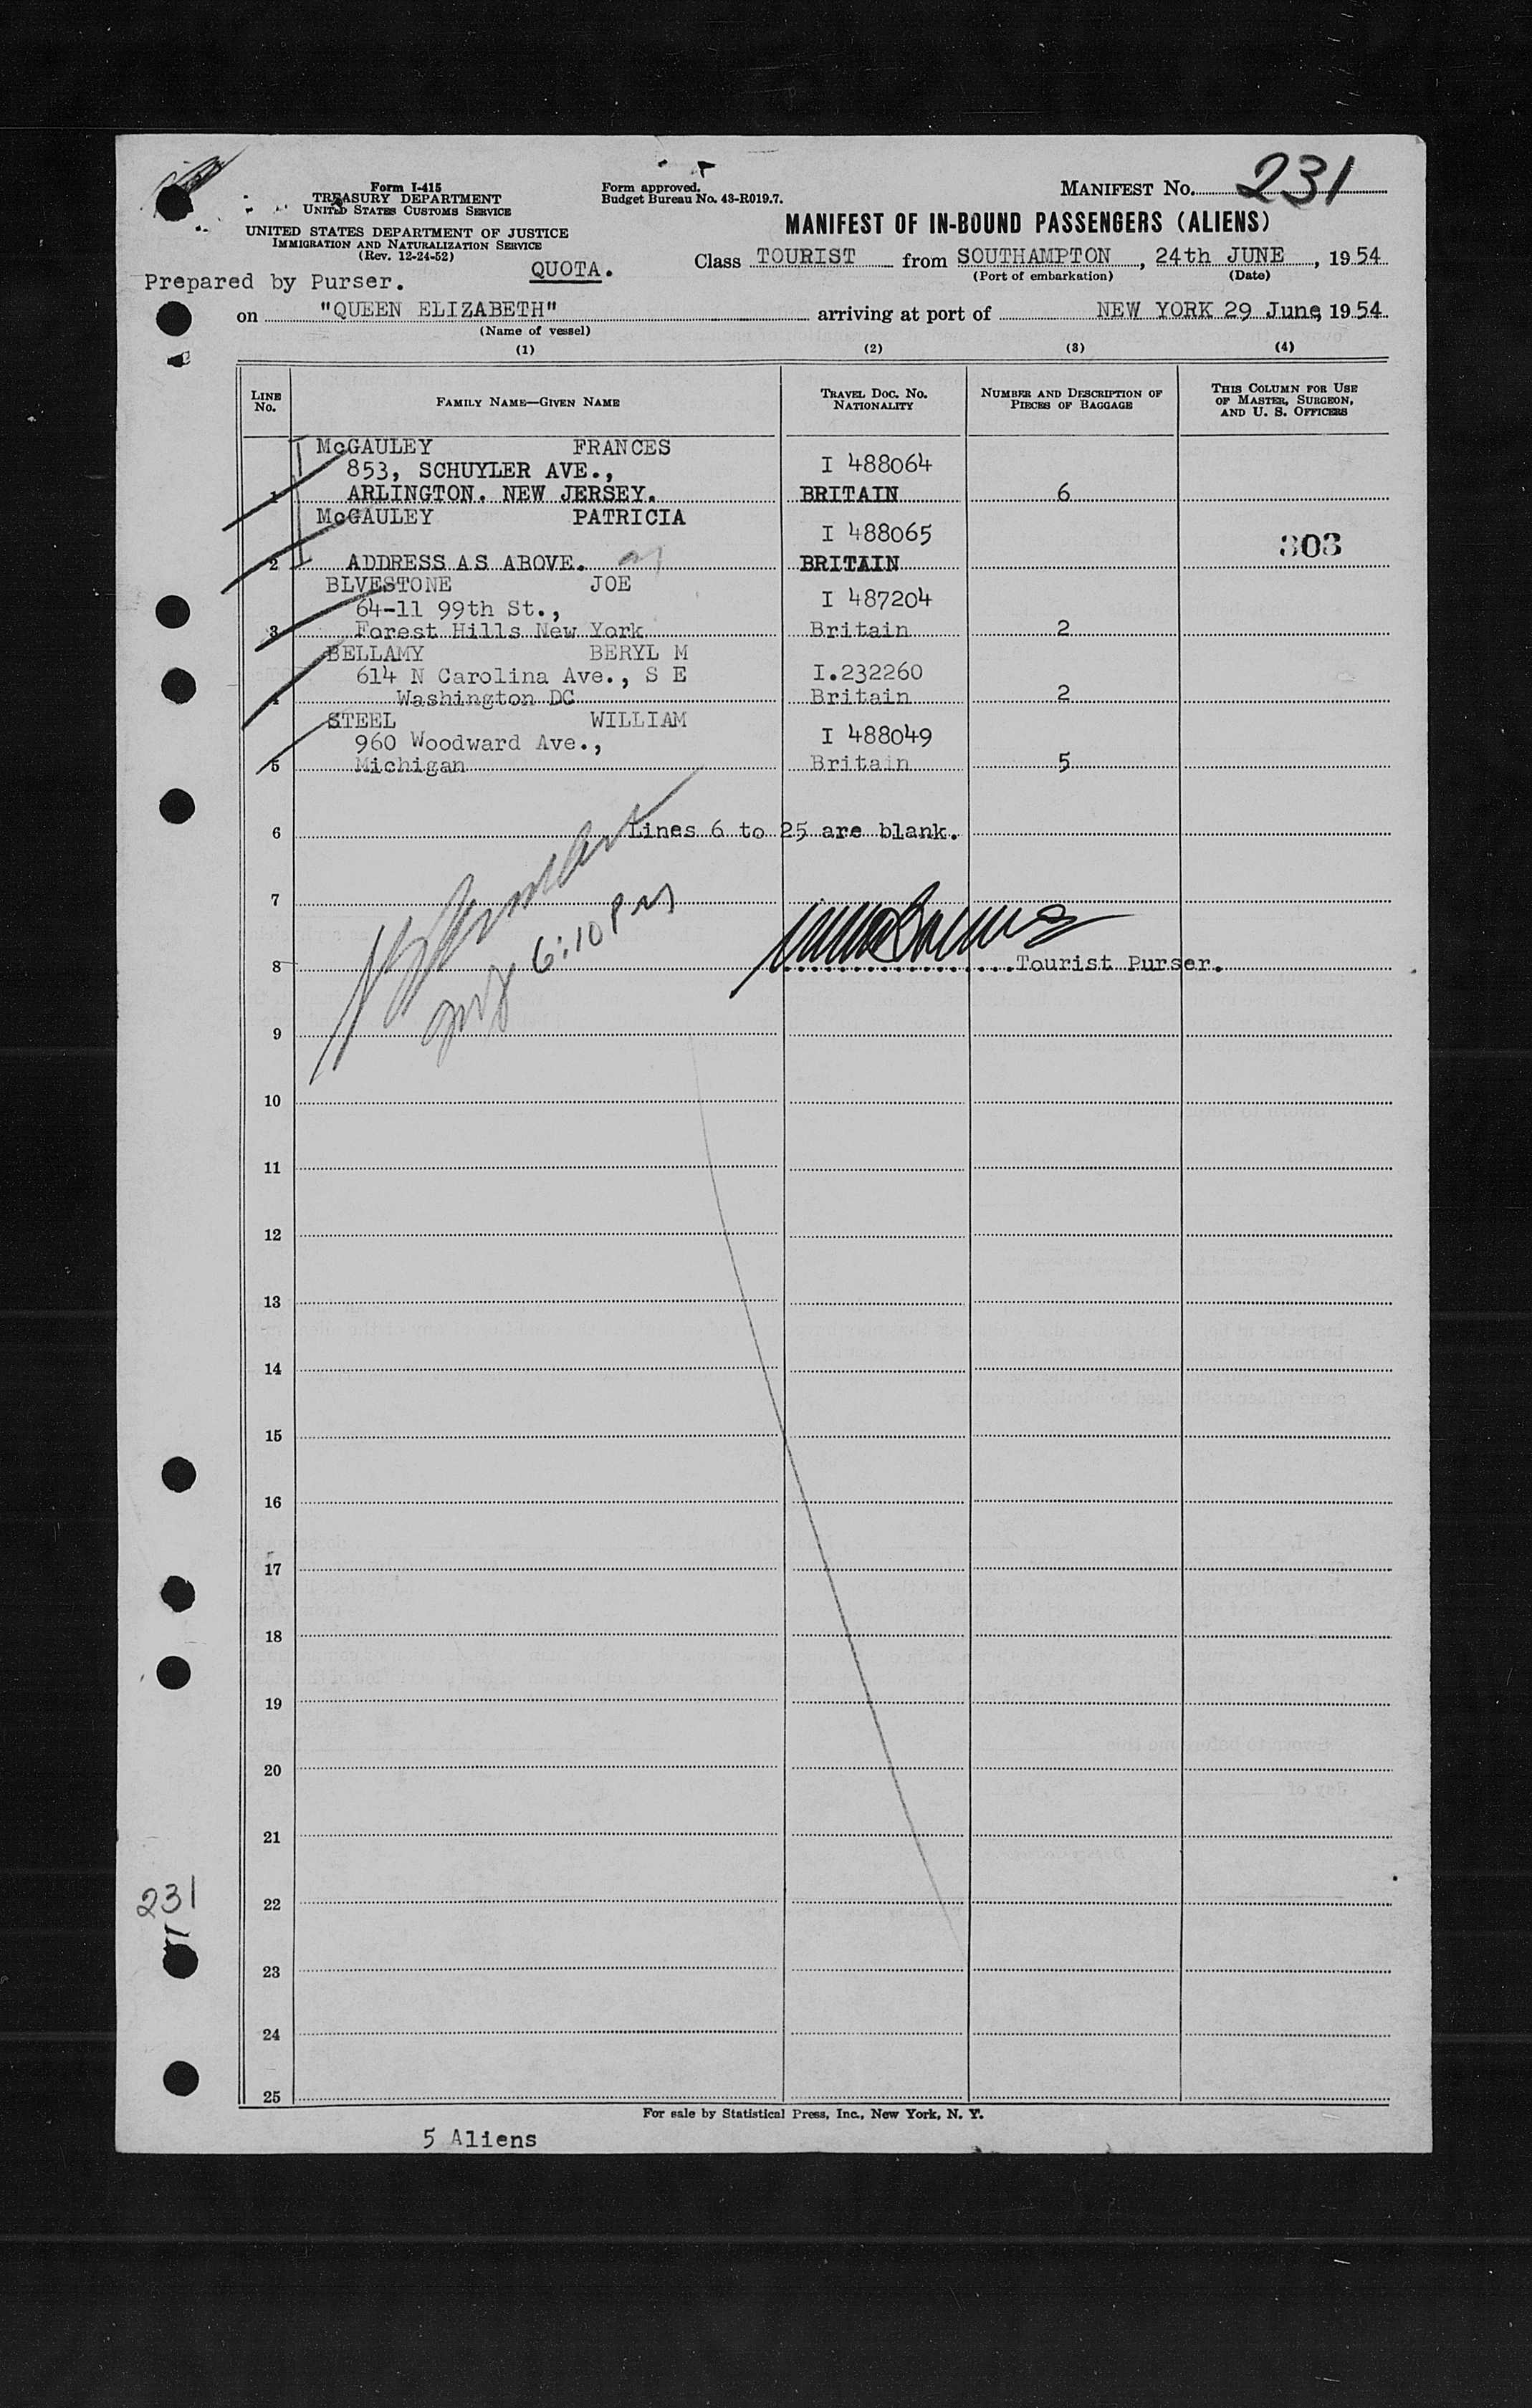 Form I-415
TREASURY DEPARTMENT
UNITED STATES CUSTOMS SERVICE
UNITED STATES DEPARTMENT OF JUSTICE
IMMIGRATION AND NATURALIZATION SERVICE
(Rev. 12-24-52)
Form approved.
Budget Bureau No. 43-R019.7.
MANIFEST NO. 231
MANIFEST OF IN-BOUND PASSENGERS (ALIENS)
Prepared by Purser.
QUOTA.
Class TOURIST from SOUTHAMPTON, 24th JUNE, 1954
(Port of embarkation) (Date)
on "QUEEN ELIZABETH" arriving at port of NEW YORK 29 June, 1954
(Name of vessel)
(1) (2) (3) (4)
LINE NO.
FAMILY NAME—GIVEN NAME
TRAVEL DOC. NO. NATIONALITY
NUMBER AND DESCRIPTION OF PIECES OF BAGGAGE
THIS COLUMN FOR USE OF MASTER, SURGEON, AND U. S. OFFICERS
McGAULEY FRANCES
853, SCHUYLER AVE., I 488064
1 ARLINGTON. NEW JERSEY. BRITAIN 6
McGAULEY PATRICIA
I 488065
303
2 ADDRESS AS ABOVE. BRITAIN
BLVESTONE JOE
64-11 99th St., I 487204
3 Forest Hills New York Britain 2
BELLAMY BERYL M
614 N Carolina Ave., S E I.232260
4 Washington DC Britain 2
STEEL WILLIAM
960 Woodward Ave., I 488049
5 Michigan Britain 5
6 Lines 6 to 25 are blank.
7
6:10 PM
8 Tourist Purser.
9
10
11
12
13
14
15
16
17
18
19
20
21
22
231
23
24
25
For sale by Statistical Press, Inc., New York, N. Y.
5 Aliens